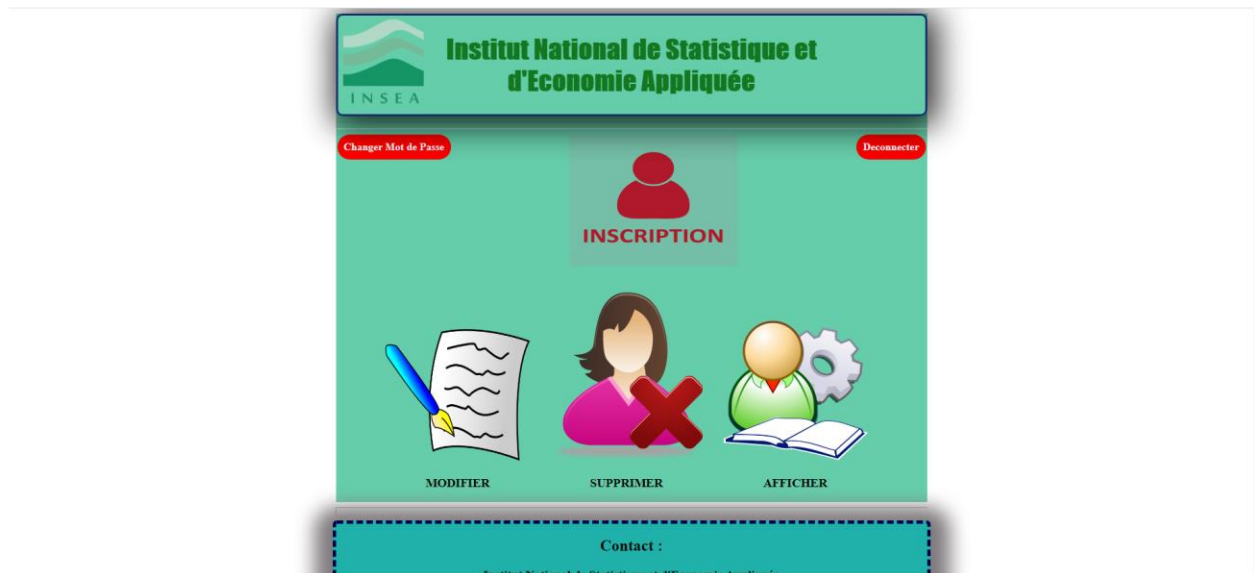 INSEA
Institut National de Statistique et
d'Economie Appliquée
Changer Mot de Passe
Deconnecter
INSCRIPTION
MODIFIER
SUPPRIMER
AFFICHER
Contact :